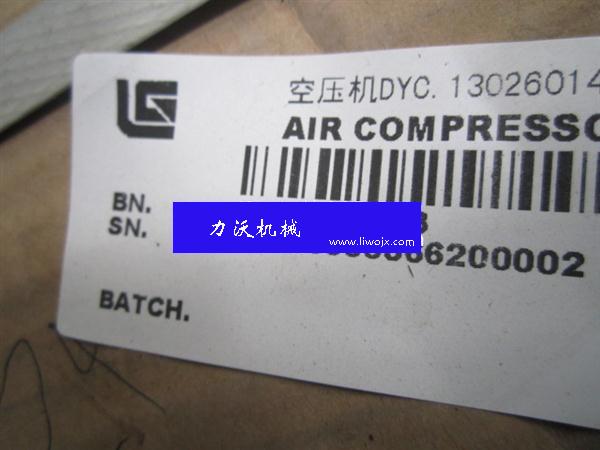 空压机DYC. 13026014
AIR COMPRESSO
BN.
SN.
力沃机械
www.liwojx.com
66200002
BATCH.